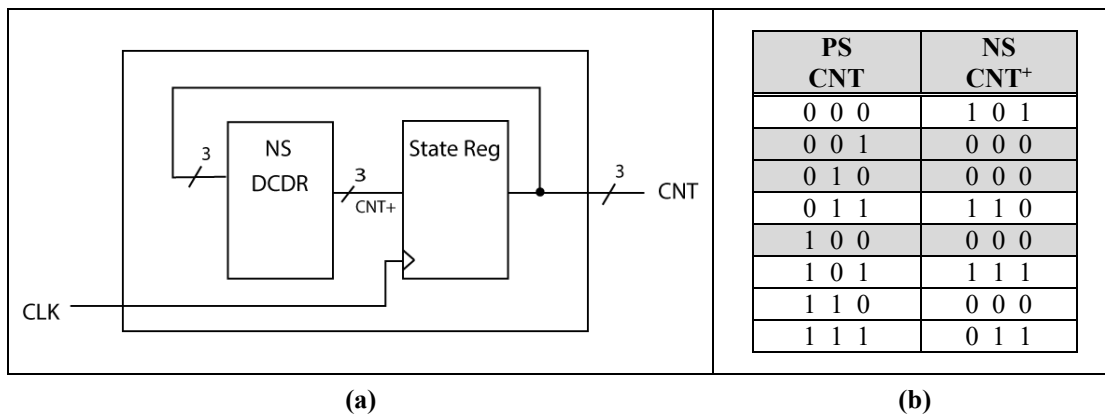 NS
DCDR
State Reg
3
3
CNT+
3
CNT
CLK
(a)
PS NS
CNT CNT⁺
0 0 0 1 0 1
0 0 1 0 0 0
0 1 0 0 0 0
0 1 1 1 1 0
1 0 0 0 0 0
1 0 1 1 1 1
1 1 0 0 0 0
1 1 1 0 1 1
(b)